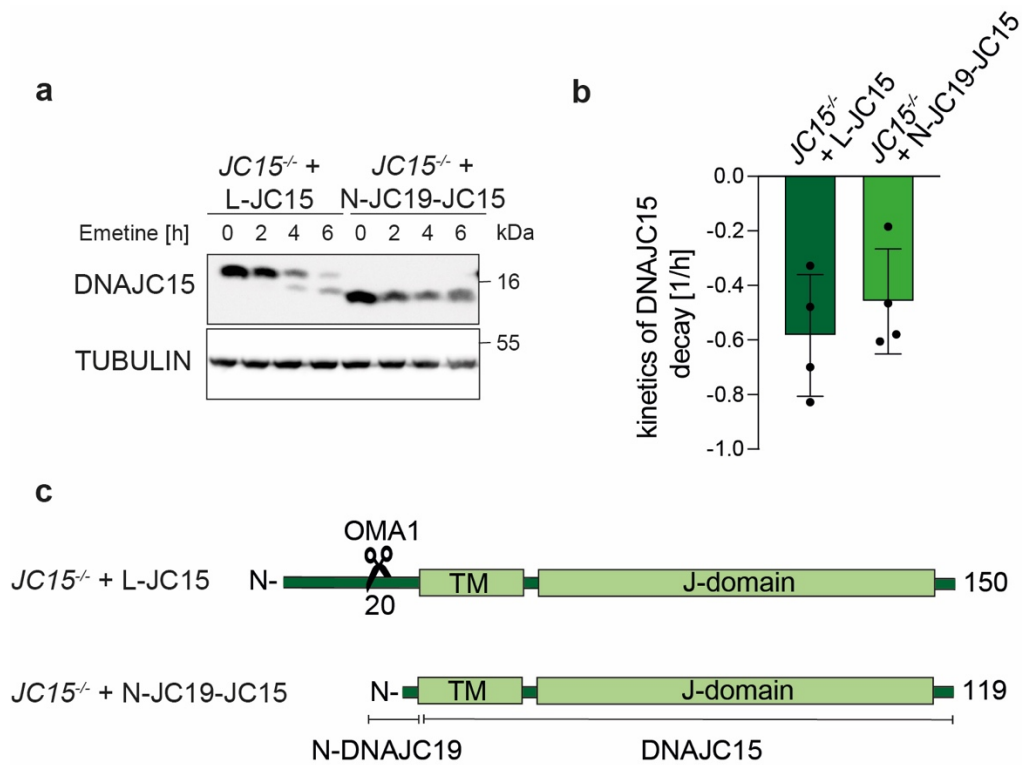 a
JC15-/- + JC15-/- +
L-JC15 N-JC19-JC15
Emetine [h] 0 2 4 6 0 2 4 6 kDa
DNAJC15 16
TUBULIN 55
b
JC15-/-
+ L-JC15
JC15-/-
+ N-JC19-JC15
kinetics of DNAJC15
decay [1/h]
0.0
-0.2
-0.4
-0.6
-0.8
-1.0
c
OMA1
JC15-/- + L-JC15 N- TM J-domain 150
20
JC15-/- + N-JC19-JC15 N- TM J-domain 119
N-DNAJC19 DNAJC15